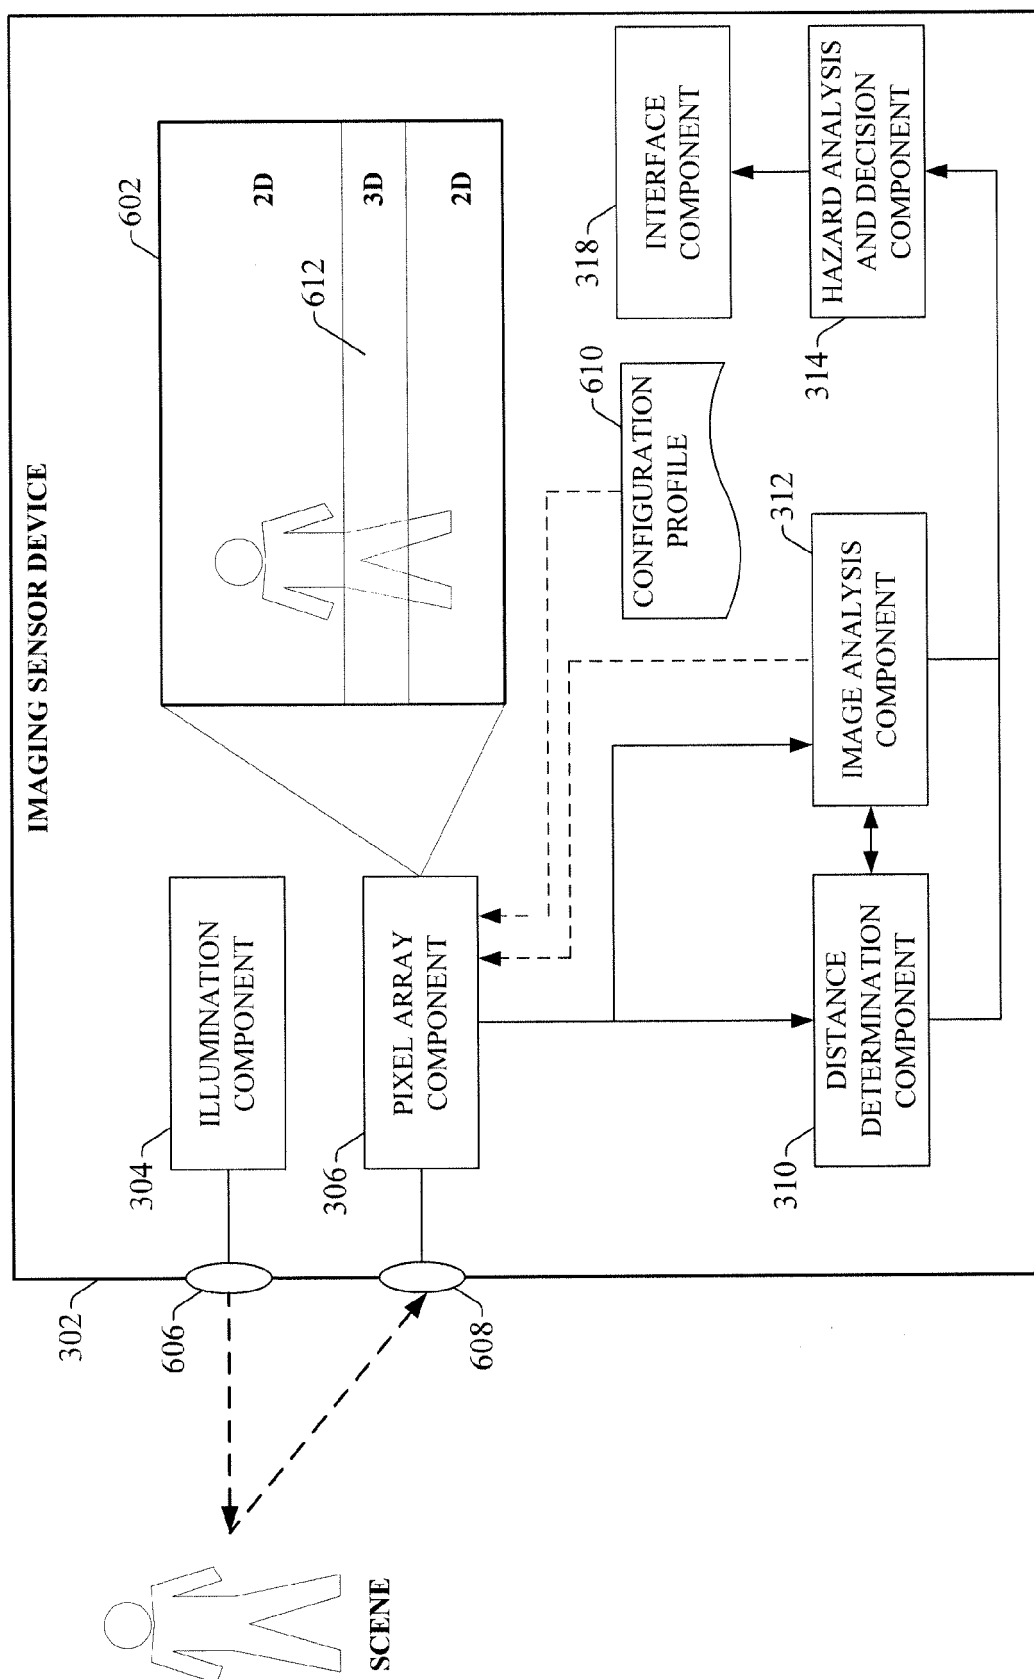 IMAGING SENSOR DEVICE
302
304
ILLUMINATION
COMPONENT
606
602
2D
3D
2D
612
306
PIXEL ARRAY
COMPONENT
608
SCENE
CONFIGURATION
PROFILE
610
318
INTERFACE
COMPONENT
310
DISTANCE
DETERMINATION
COMPONENT
312
IMAGE ANALYSIS
COMPONENT
314
HAZARD ANALYSIS
AND DECISION
COMPONENT